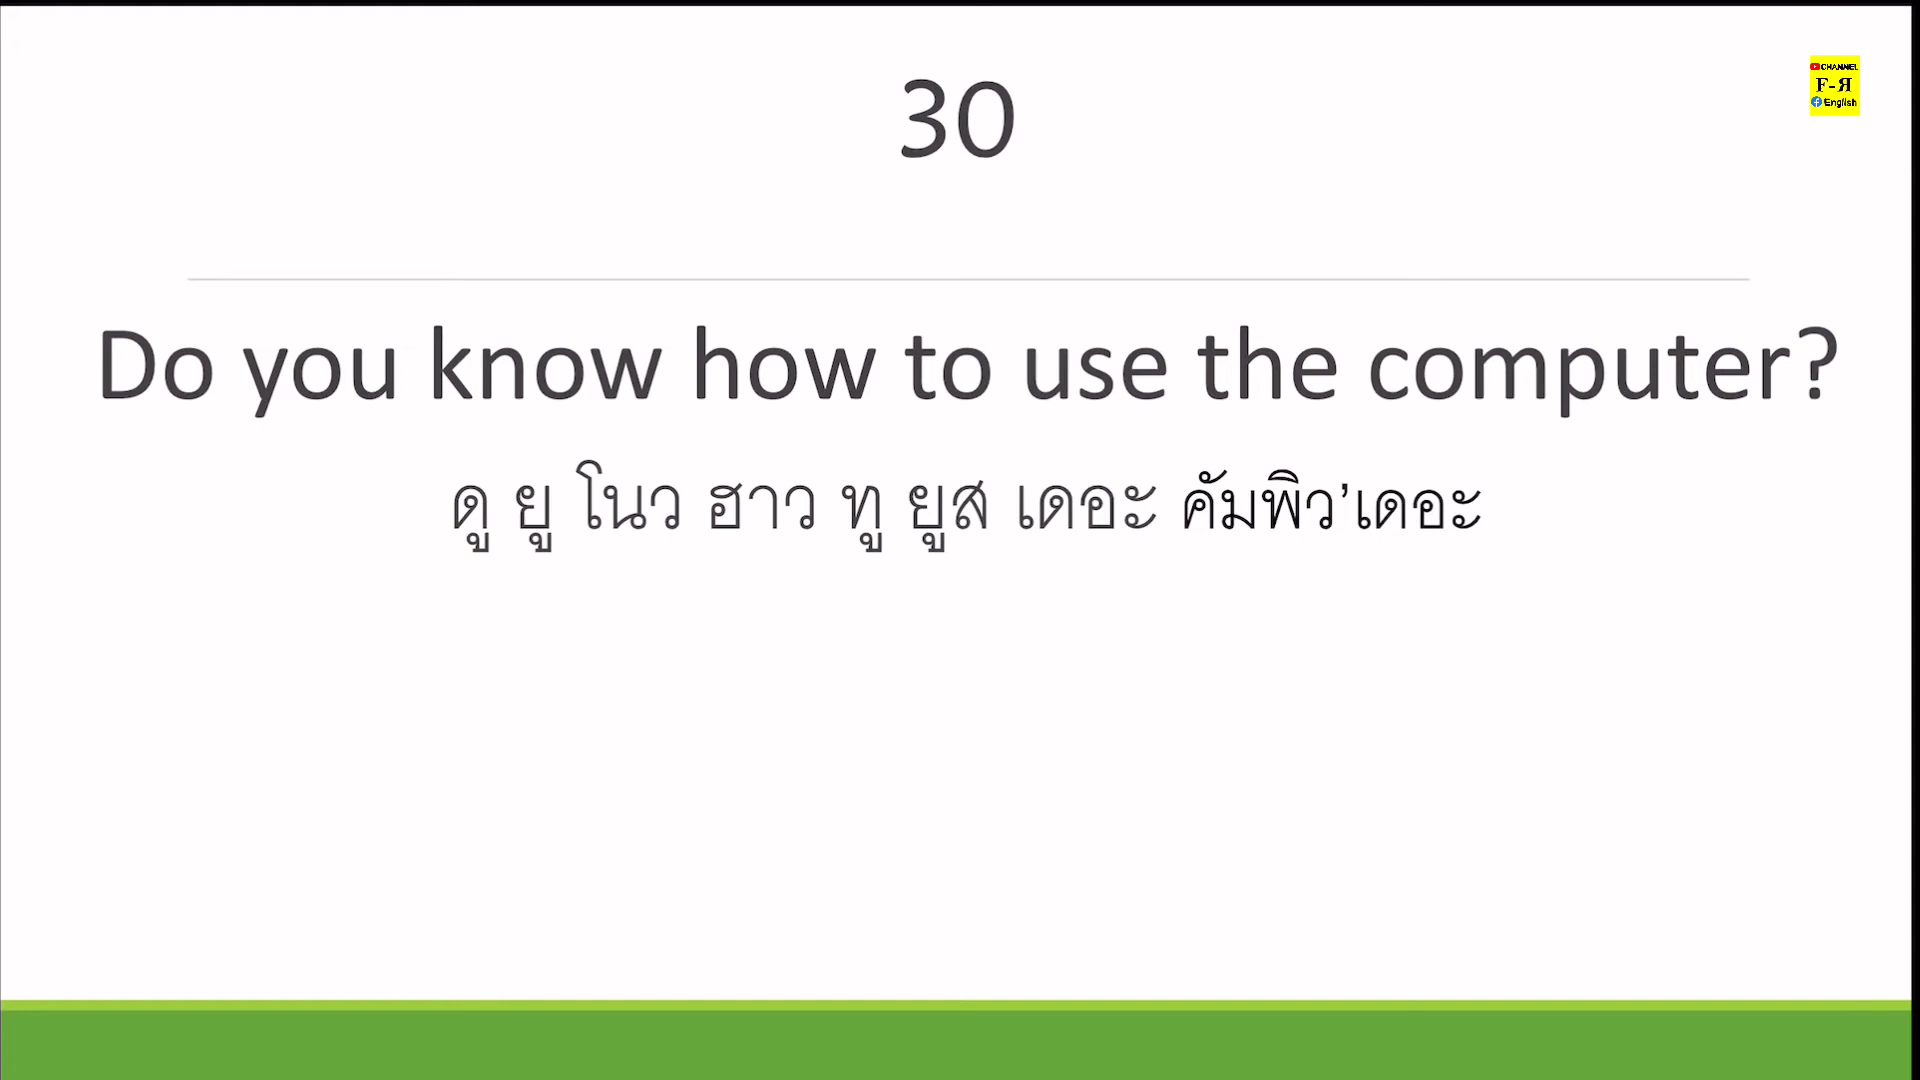 30
CHANNEL
F-Я
English
Do you know how to use the computer?
ดู ยู โนว ฮาว ทู ยูส เดอะ คัมพิว’เดอะ